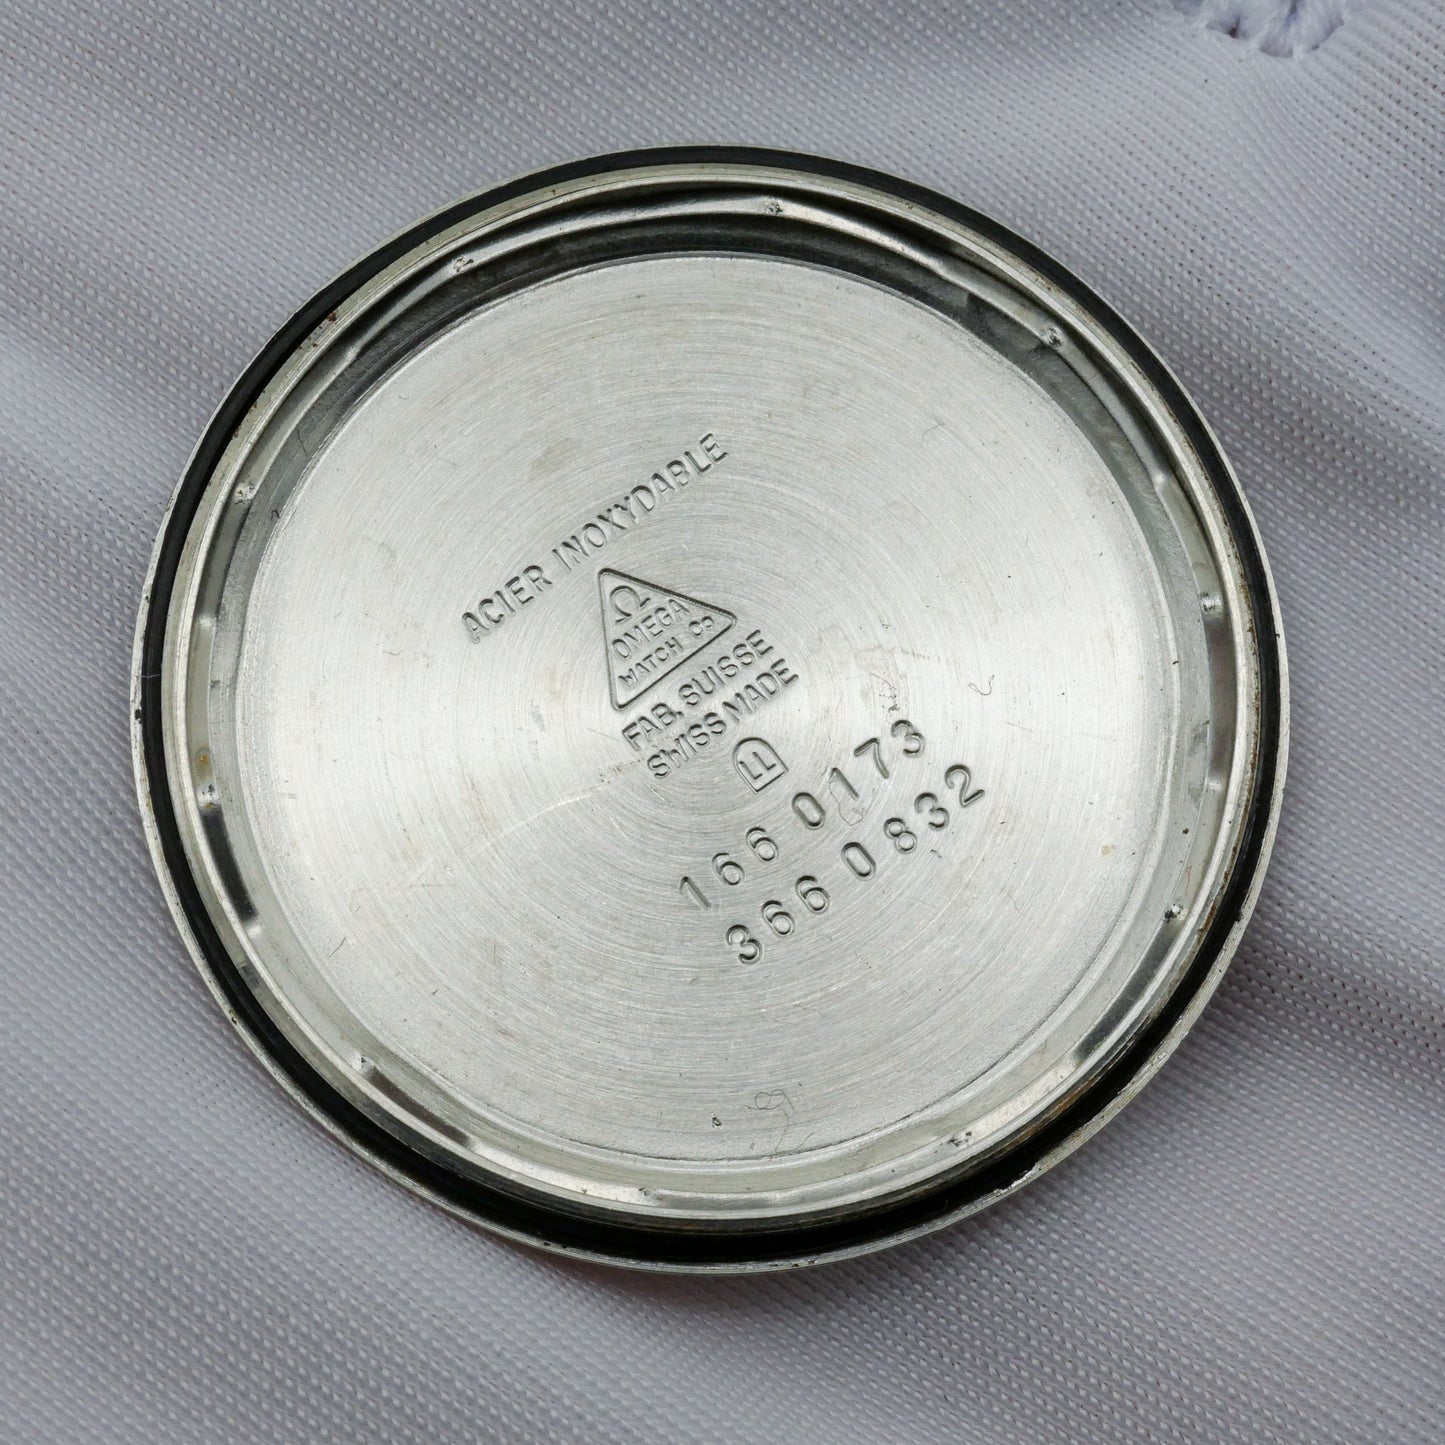 ACIER INOXYDABLE
Ω
OMEGA
WATCH Co
FAB. SUISSE
SWISS MADE
166 0173
366 0832